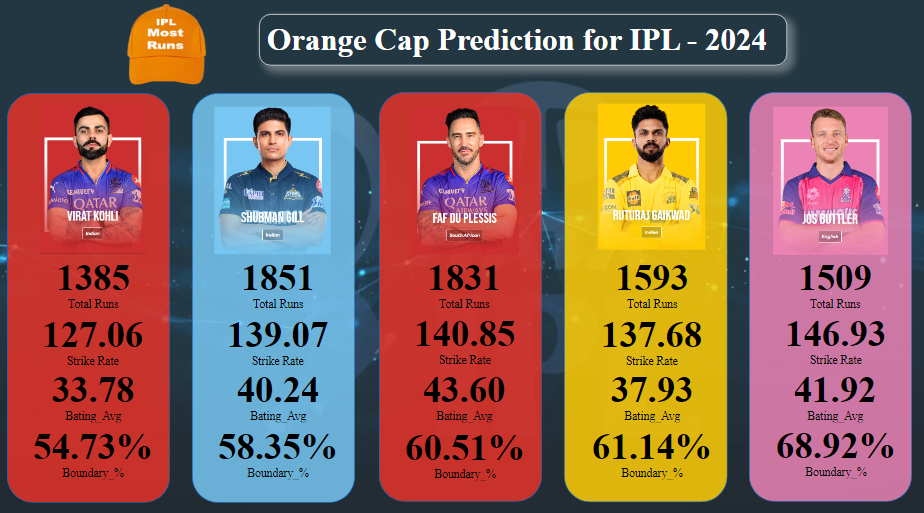 IPL
Most
Runs
Orange Cap Prediction for IPL - 2024
QATAR
VIRAT KOHLI
Indian
1385
Total Runs
127.06
Strike Rate
33.78
Bating_Avg
54.73%
Boundary_%
SHUBMAN GILL
Indian
1851
Total Runs
139.07
Strike Rate
40.24
Bating_Avg
58.35%
Boundary_%
QATAR
AIRWAYS
FAF DU PLESSIS
South African
1831
Total Runs
140.85
Strike Rate
43.60
Bating_Avg
60.51%
Boundary_%
RUTURAJ GAIKWAD
Indian
1593
Total Runs
137.68
Strike Rate
37.93
Bating_Avg
61.14%
Boundary_%
JOS BUTTLER
English
1509
Total Runs
146.93
Strike Rate
41.92
Bating_Avg
68.92%
Boundary_%